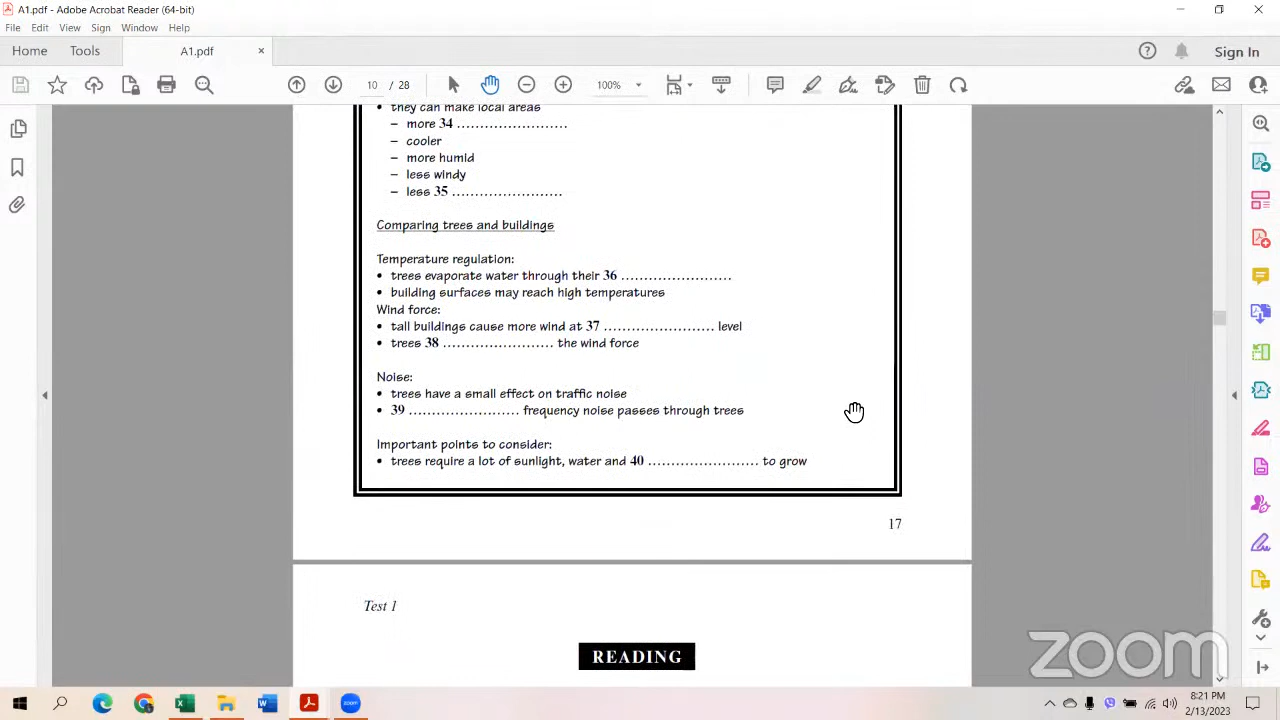 A1.pdf - Adobe Acrobat Reader (64-bit)
File Edit View Sign Window Help
Home Tools A1.pdf × Sign In
10 / 28 100%
• they can make local areas
– more 34 ........................
– cooler
– more humid
– less windy
– less 35 ........................
Comparing trees and buildings
Temperature regulation:
• trees evaporate water through their 36 ........................
• building surfaces may reach high temperatures
Wind force:
• tall buildings cause more wind at 37 ........................ level
• trees 38 ........................ the wind force
Noise:
• trees have a small effect on traffic noise
• 39 ........................ frequency noise passes through trees
Important points to consider:
• trees require a lot of sunlight, water and 40 ........................ to grow
17
Test 1
READING
zoom
zoom
8:21 PM
2/13/2023